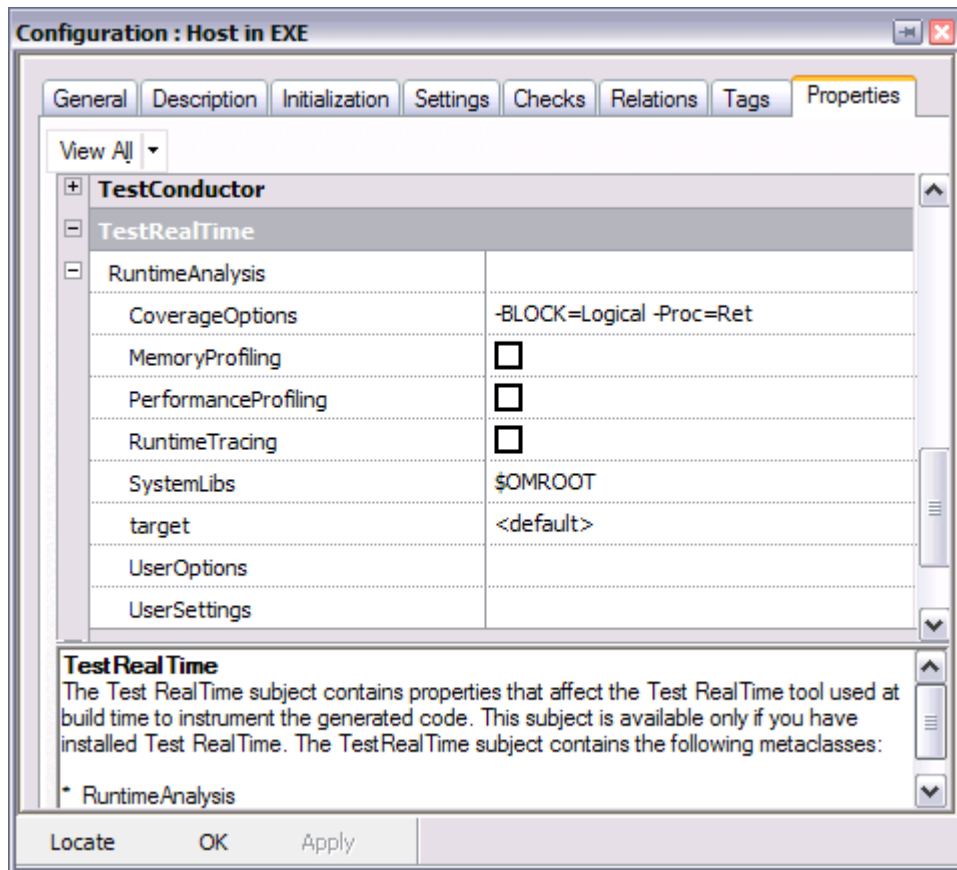 Configuration : Host in EXE
General Description Initialization Settings Checks Relations Tags Properties
View All
TestConductor
TestRealTime
RuntimeAnalysis
CoverageOptions -BLOCK=Logical -Proc=Ret
MemoryProfiling
PerformanceProfiling
RuntimeTracing
SystemLibs $OMROOT
target <default>
UserOptions
UserSettings
TestRealTime
The Test RealTime subject contains properties that affect the Test RealTime tool used at
build time to instrument the generated code. This subject is available only if you have
installed Test RealTime. The TestRealTime subject contains the following metaclasses:
* RuntimeAnalysis
Locate OK Apply